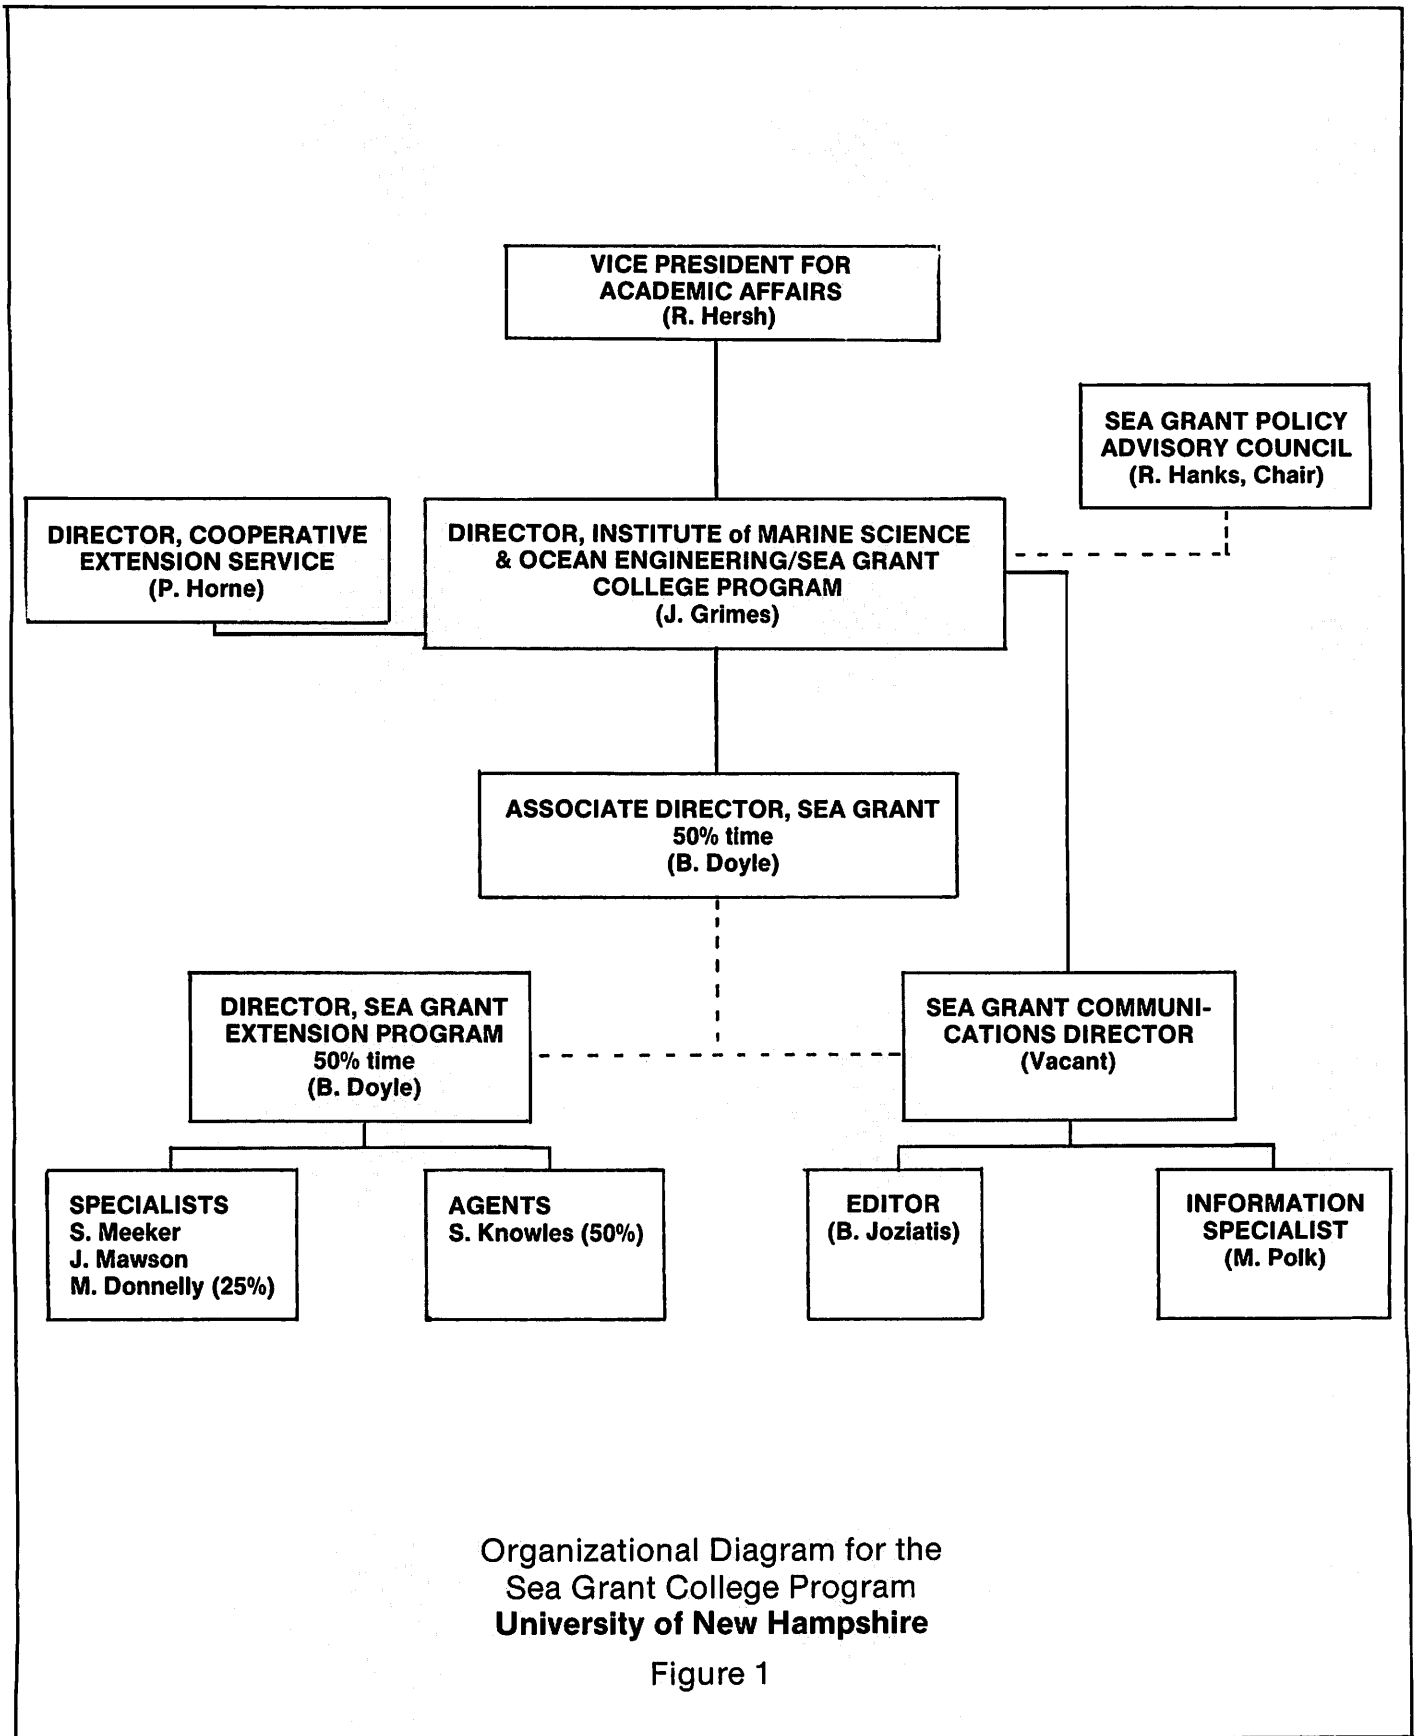 VICE PRESIDENT FOR
ACADEMIC AFFAIRS
(R. Hersh)
SEA GRANT POLICY
ADVISORY COUNCIL
(R. Hanks, Chair)
DIRECTOR, COOPERATIVE
EXTENSION SERVICE
(P. Horne)
DIRECTOR, INSTITUTE of MARINE SCIENCE
& OCEAN ENGINEERING/SEA GRANT
COLLEGE PROGRAM
(J. Grimes)
ASSOCIATE DIRECTOR, SEA GRANT
50% time
(B. Doyle)
DIRECTOR, SEA GRANT
EXTENSION PROGRAM
50% time
(B. Doyle)
SEA GRANT COMMUNI-
CATIONS DIRECTOR
(Vacant)
SPECIALISTS
S. Meeker
J. Mawson
M. Donnelly (25%)
AGENTS
S. Knowles (50%)
EDITOR
(B. Joziatis)
INFORMATION
SPECIALIST
(M. Polk)
Organizational Diagram for the
Sea Grant College Program
University of New Hampshire
Figure 1